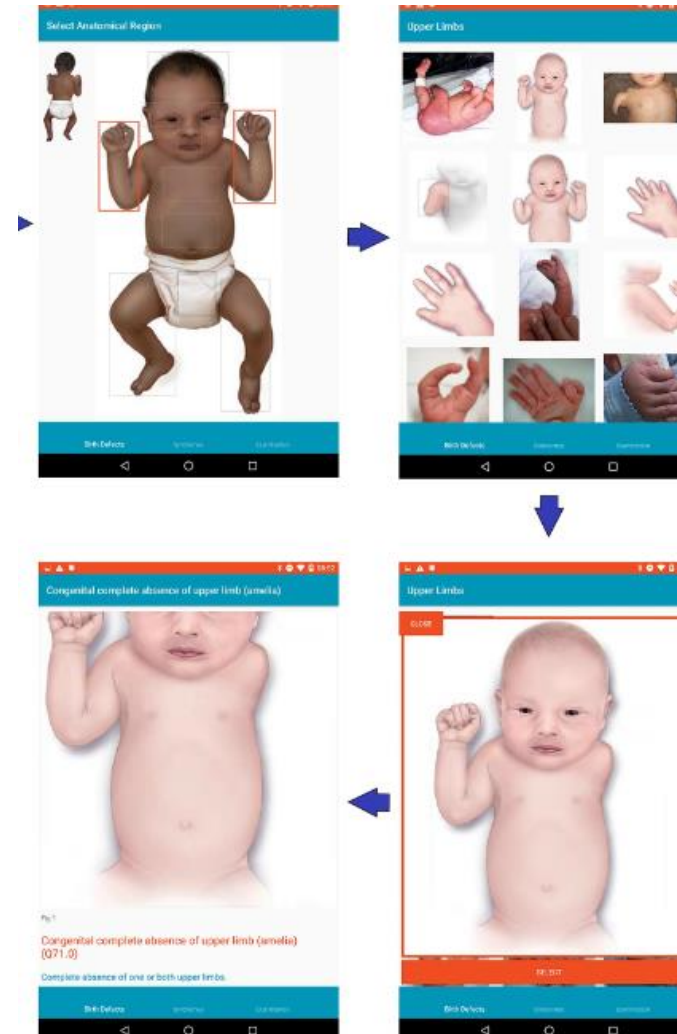 Select Anatomical Region
Birth Defects
Upper Limbs
Birth Defects
Congenital complete absence of upper limb (amelia)
Fig 1
Congenital complete absence of upper limb (amelia)
(Q71.0)
Complete absence of one or both upper limbs.
Birth Defects
Upper Limbs
CLOSE
SELECT
Birth Defects